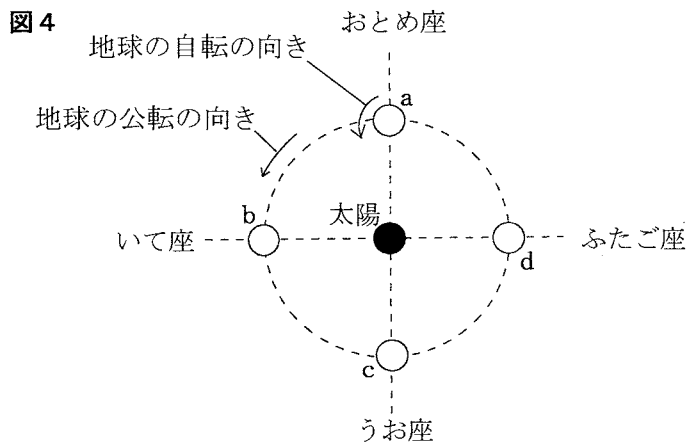 図4
おとめ座
地球の自転の向き
a
地球の公転の向き
b
太陽
いて座
ふたご座
d
c
うお座